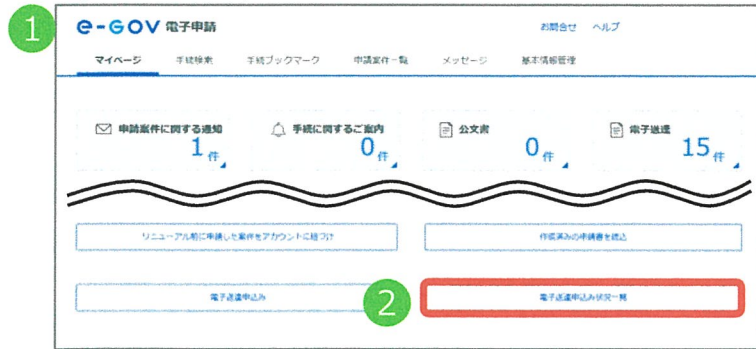 1
e-GOV 電子申請
お問合せ ヘルプ
マイページ 手続検索 手続ブックマーク 申請案件一覧 メッセージ 基本情報管理
申請案件に関する通知 手続に関するご案内 公文書 電子送達
1件 0件 0件 15件
リニューアル前に申請した案件をアカウントに紐づけ 作成済みの申請書を読込
電子送達申込み 2 電子送達申込み状況一覧